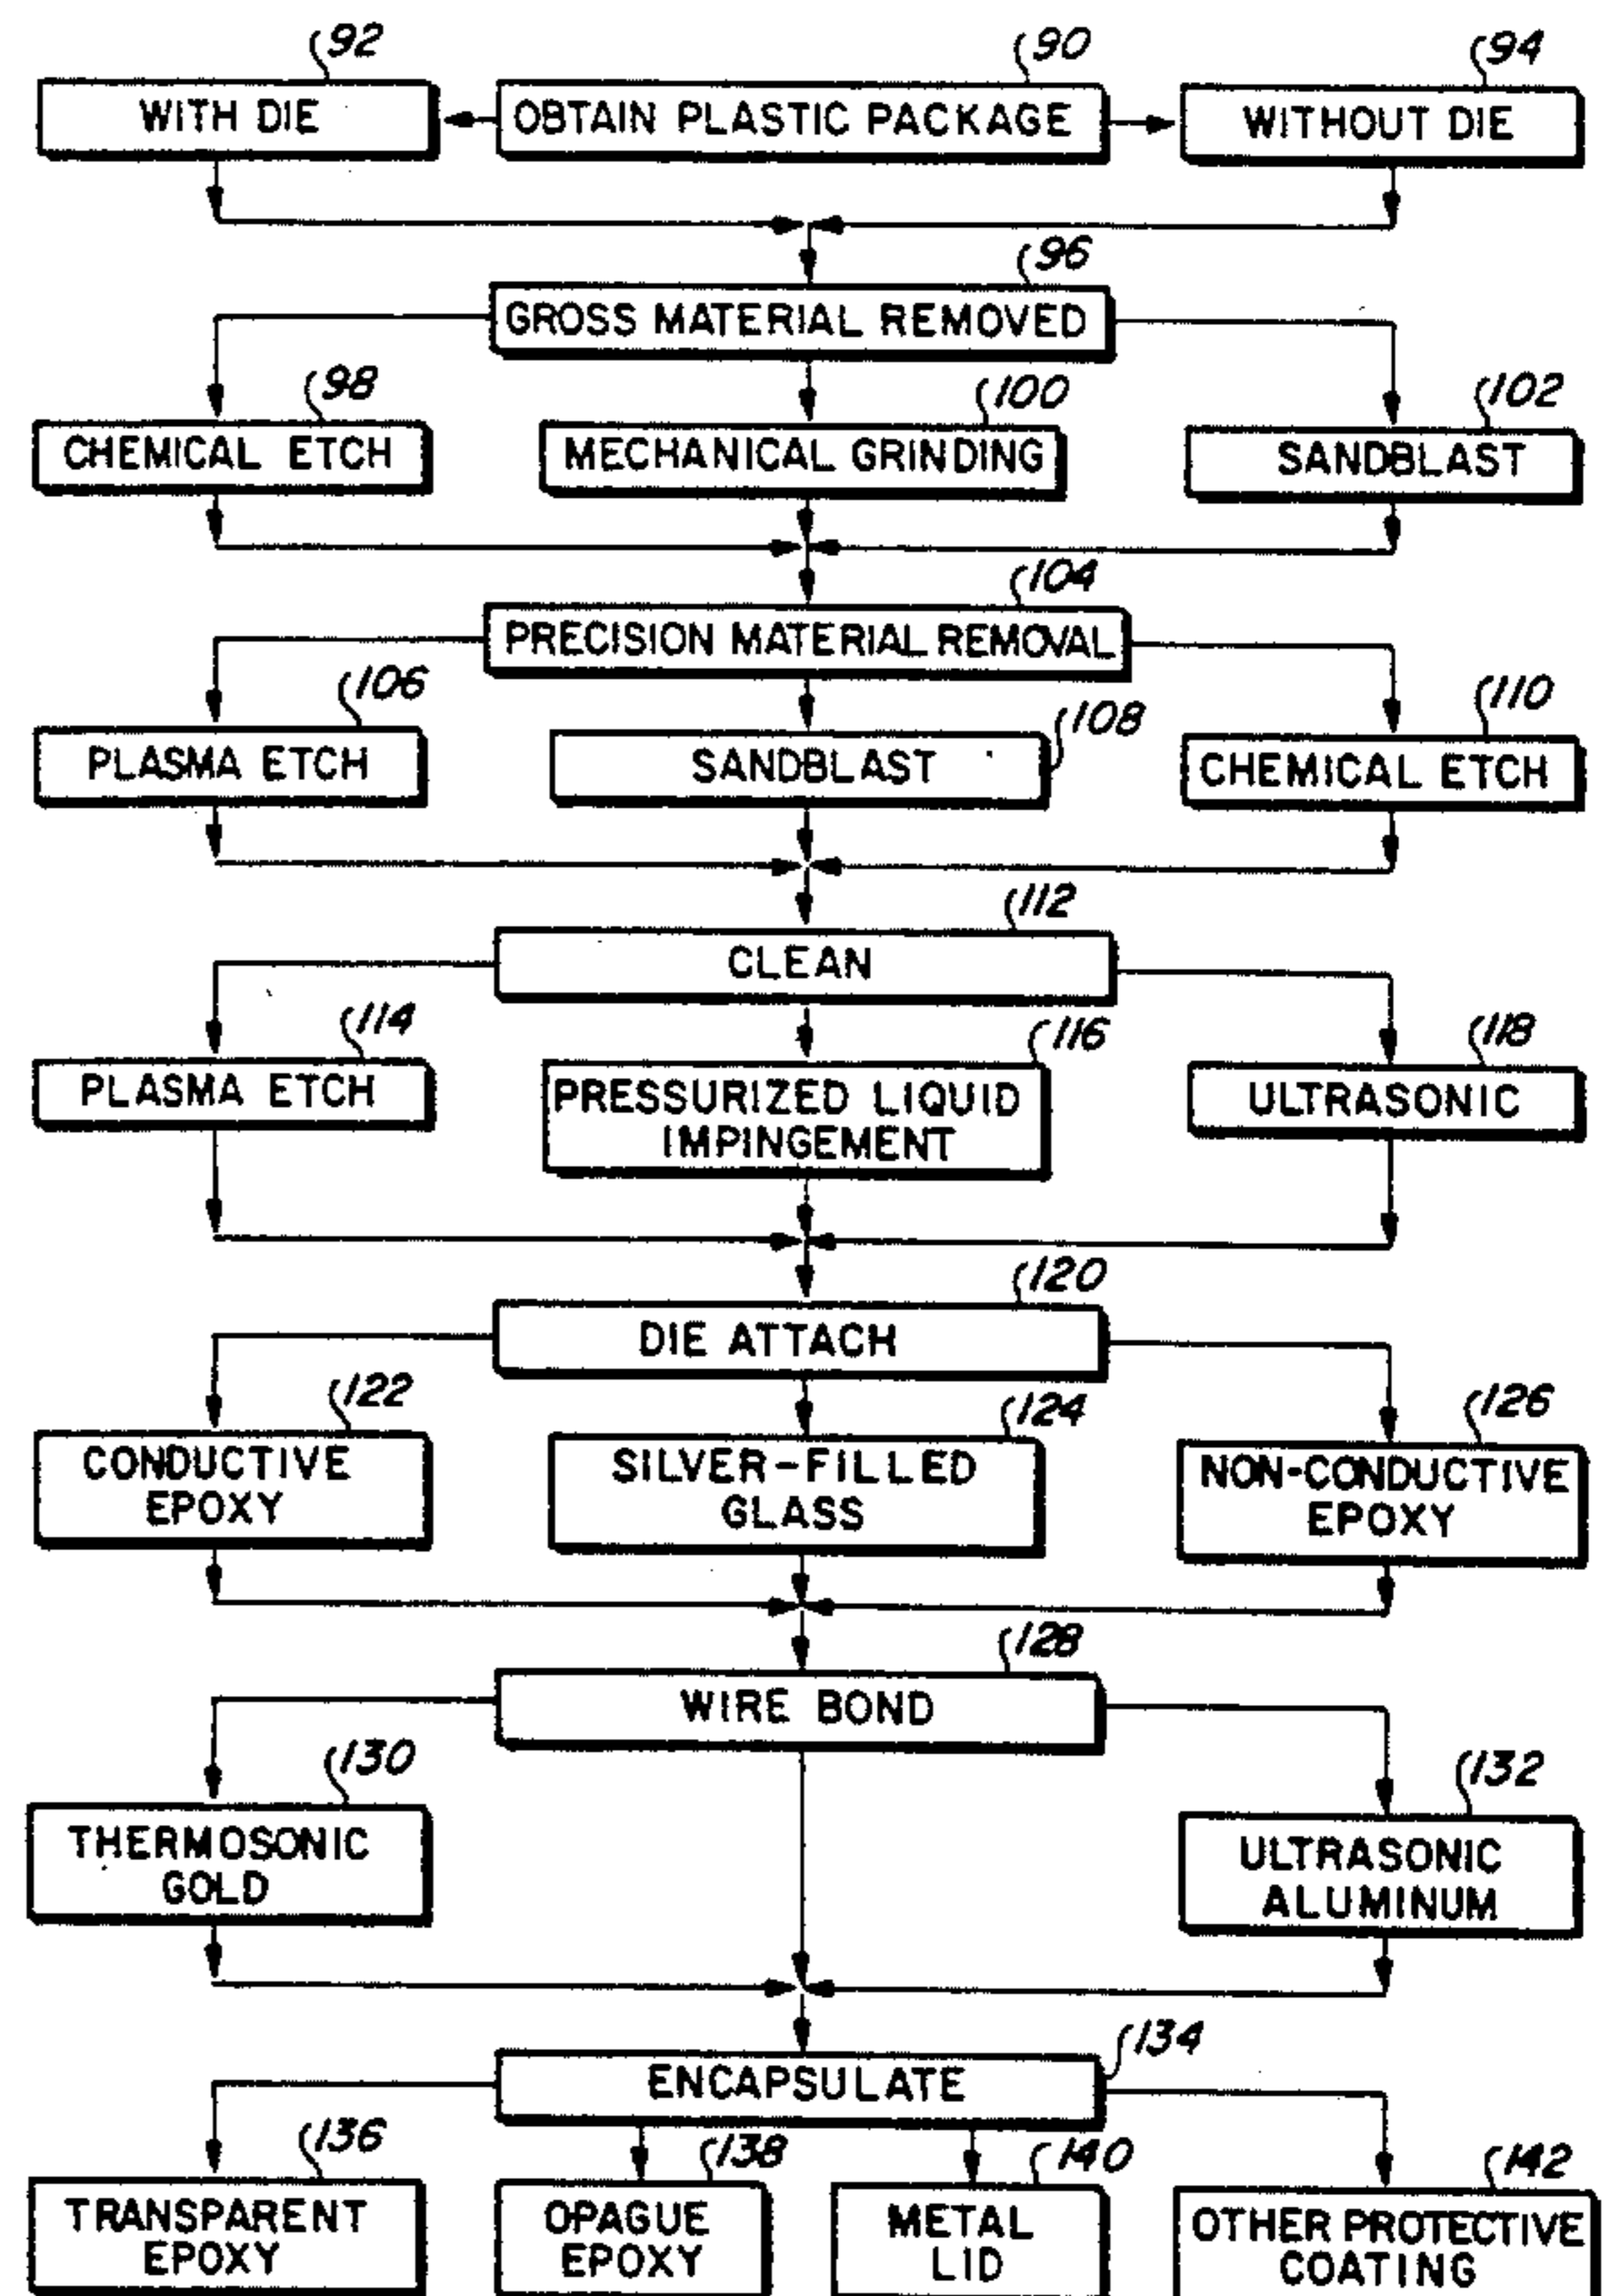 92
90
94
WITH DIE
OBTAIN PLASTIC PACKAGE
WITHOUT DIE
96
GROSS MATERIAL REMOVED
98
100
102
CHEMICAL ETCH
MECHANICAL GRINDING
SANDBLAST
104
PRECISION MATERIAL REMOVAL
106
108
110
PLASMA ETCH
SANDBLAST
CHEMICAL ETCH
112
CLEAN
114
116
118
PLASMA ETCH
PRESSURIZED LIQUID
IMPINGEMENT
ULTRASONIC
120
DIE ATTACH
122
124
126
CONDUCTIVE
EPOXY
SILVER-FILLED
GLASS
NON-CONDUCTIVE
EPOXY
128
WIRE BOND
130
132
THERMOSONIC
GOLD
ULTRASONIC
ALUMINUM
134
ENCAPSULATE
136
138
140
142
TRANSPARENT
EPOXY
OPAGUE
EPOXY
METAL
LID
OTHER PROTECTIVE
COATING